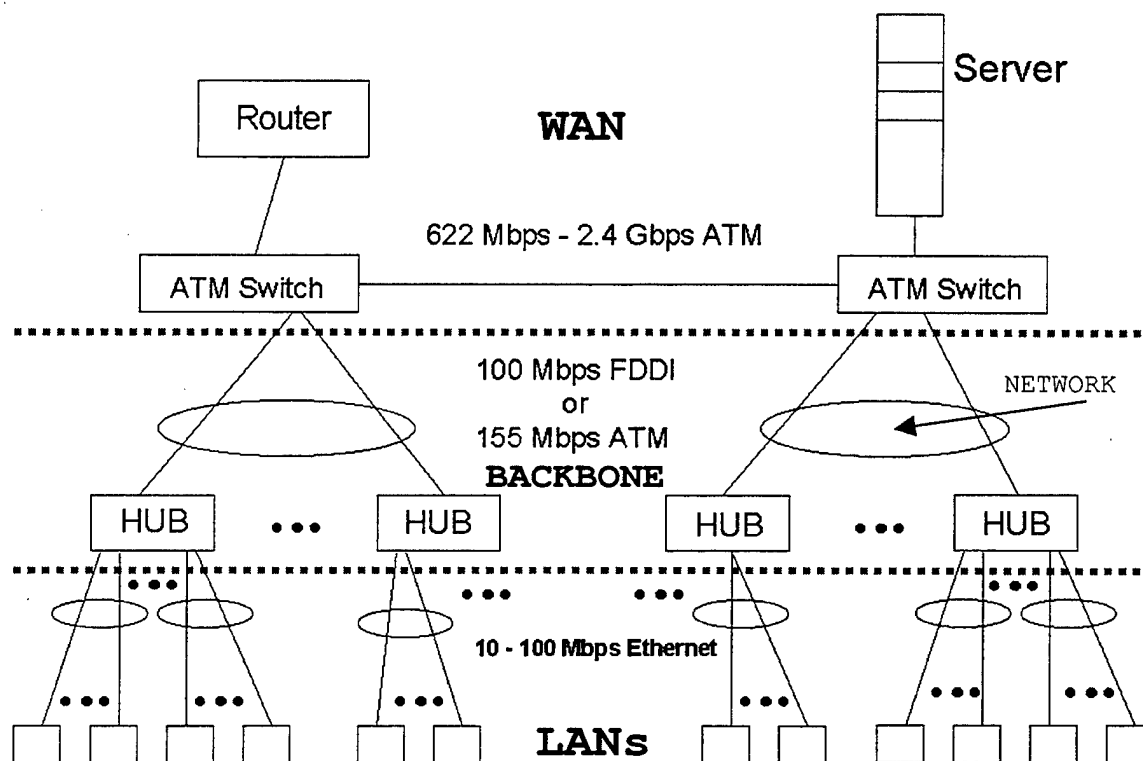 Server
Router
WAN
622 Mbps - 2.4 Gbps ATM
ATM Switch
ATM Switch
100 Mbps FDDI
or
155 Mbps ATM
NETWORK
BACKBONE
HUB
HUB
HUB
HUB
10 - 100 Mbps Ethernet
LANs